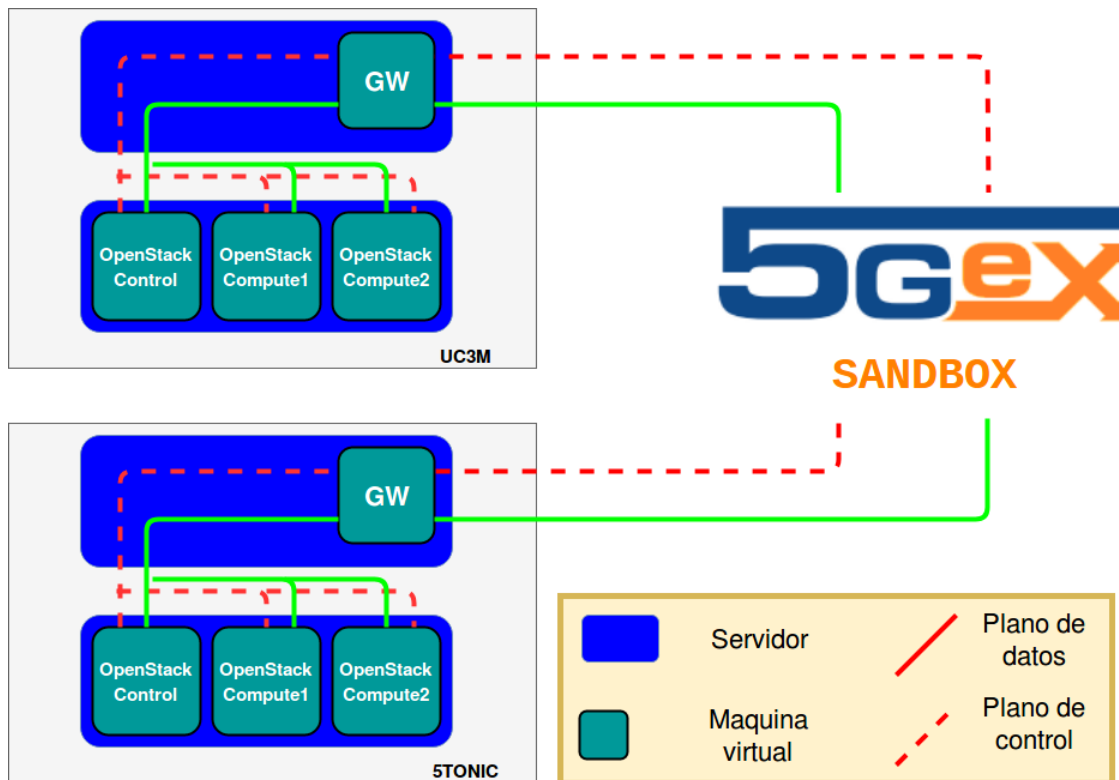 GW
OpenStack
Control
OpenStack
Compute1
OpenStack
Compute2
UC3M
5Gex
SANDBOX
GW
OpenStack
Control
OpenStack
Compute1
OpenStack
Compute2
5TONIC
Servidor
Plano de
datos
Maquina
virtual
Plano de
control